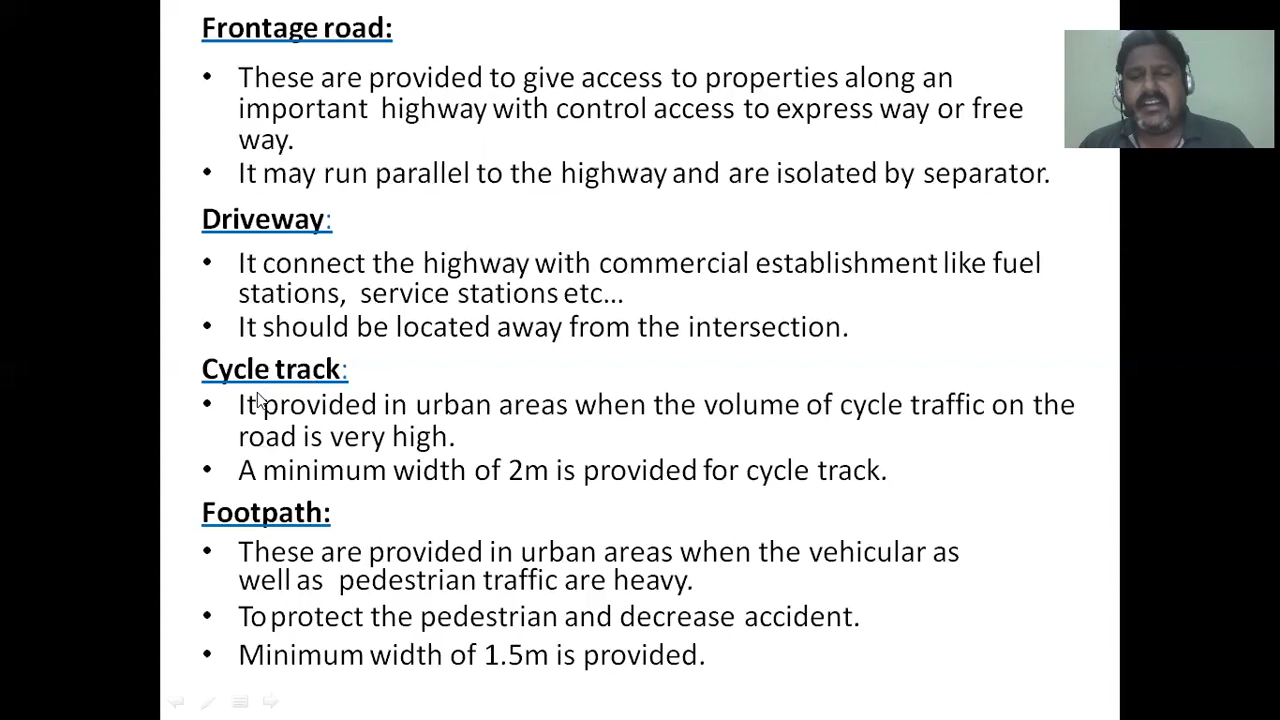 Frontage road:
• These are provided to give access to properties along an
important highway with control access to express way or free
way.
• It may run parallel to the highway and are isolated by separator.
Driveway:
• It connect the highway with commercial establishment like fuel
stations, service stations etc...
• It should be located away from the intersection.
Cycle track:
• It provided in urban areas when the volume of cycle traffic on the
road is very high.
• A minimum width of 2m is provided for cycle track.
Footpath:
• These are provided in urban areas when the vehicular as
well as pedestrian traffic are heavy.
• To protect the pedestrian and decrease accident.
• Minimum width of 1.5m is provided.